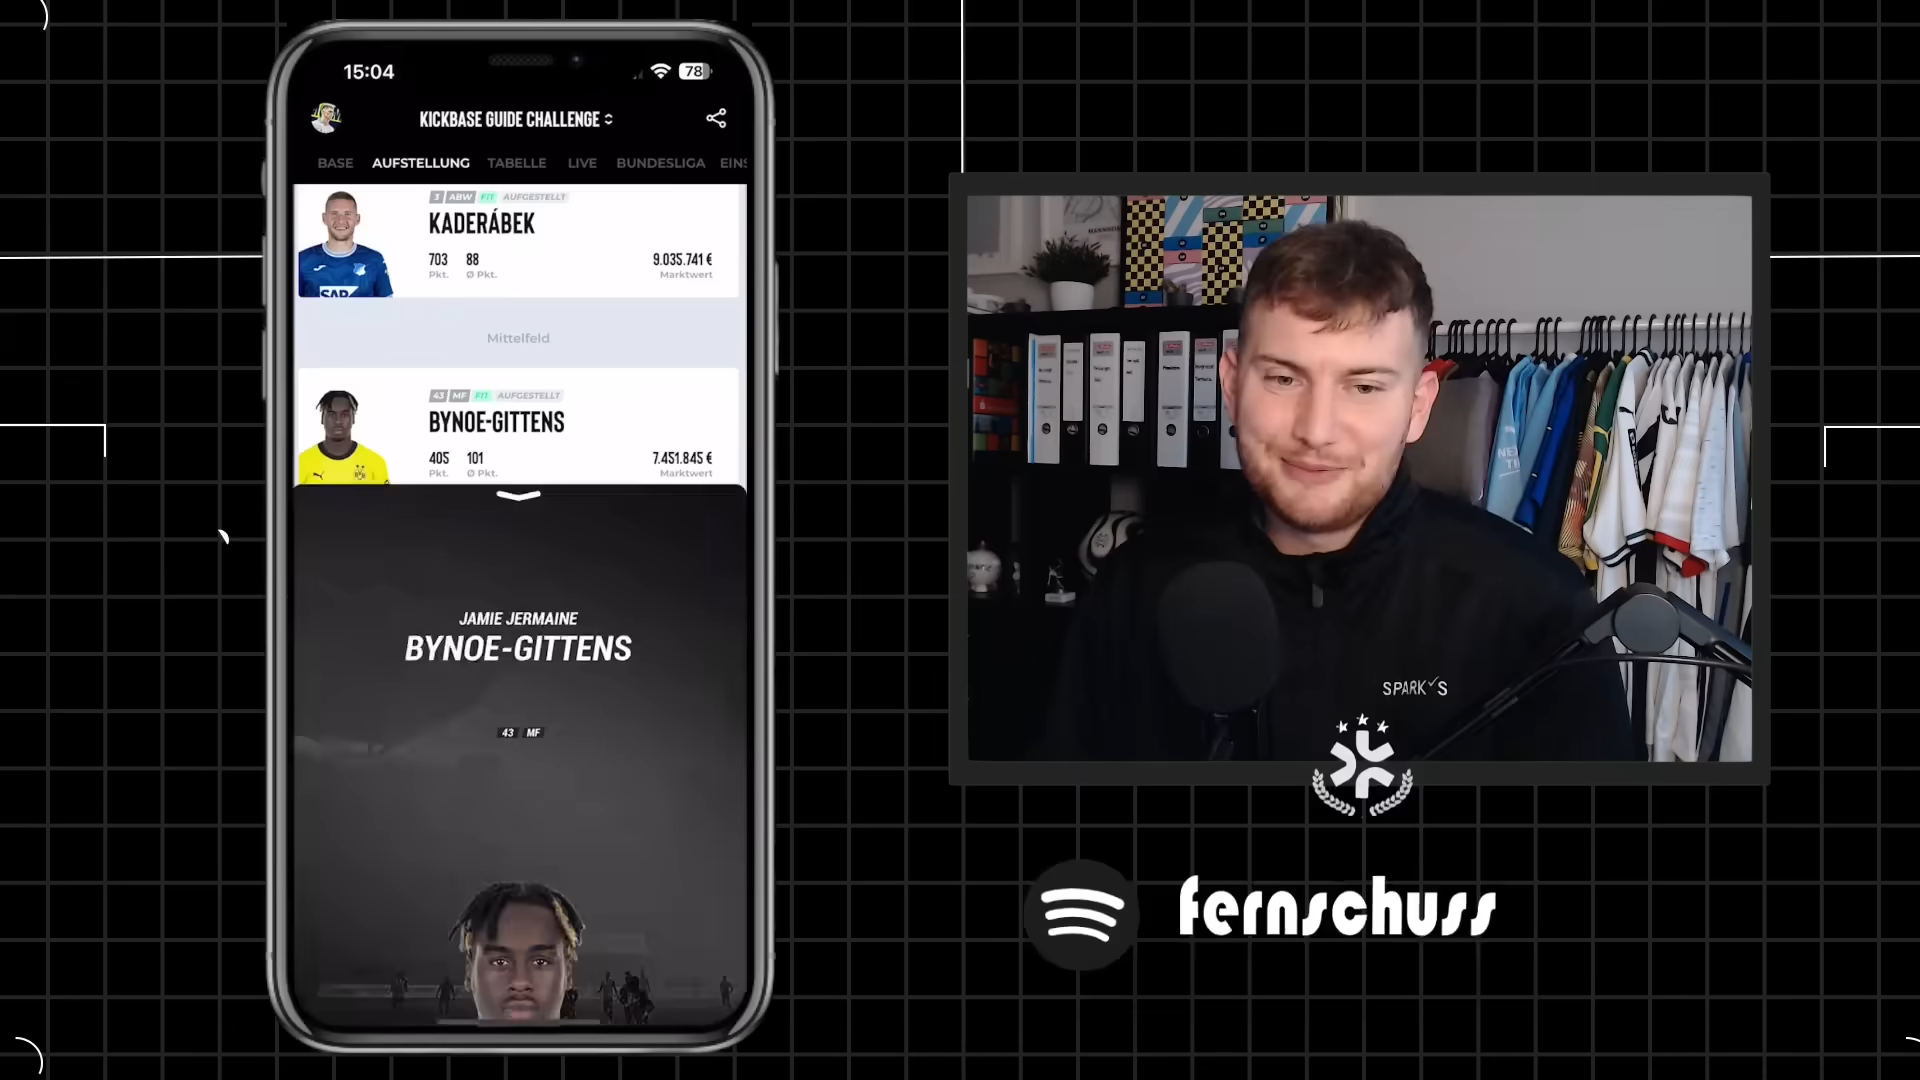 15:04
78
KICKBASE GUIDE CHALLENGE
BASE AUFSTELLUNG TABELLE LIVE BUNDESLIGA EINS
3 ABW FIT AUFGESTELLT
KADERÁBEK
703 88 9.035.741 €
Pkt. Ø Pkt. Marktwert
SAP
Mittelfeld
43 MF FIT AUFGESTELLT
BYNOE-GITTENS
405 101 7.451.845 €
Pkt. Ø Pkt. Marktwert
JAMIE JERMAINE
BYNOE-GITTENS
43 MF
SPARK✓S
fernschuss